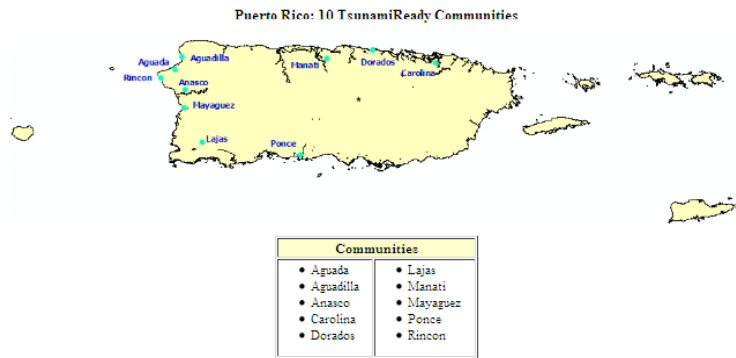 Puerto Rico: 10 TsunamiReady Communities
Aguada
Aguadilla
Rincon
Anasco
Mayaguez
Lajas
Ponce
Manati
Dorados
Carolina
Communities
Aguada
Aguadilla
Anasco
Carolina
Dorados
Lajas
Manati
Mayaguez
Ponce
Rincon